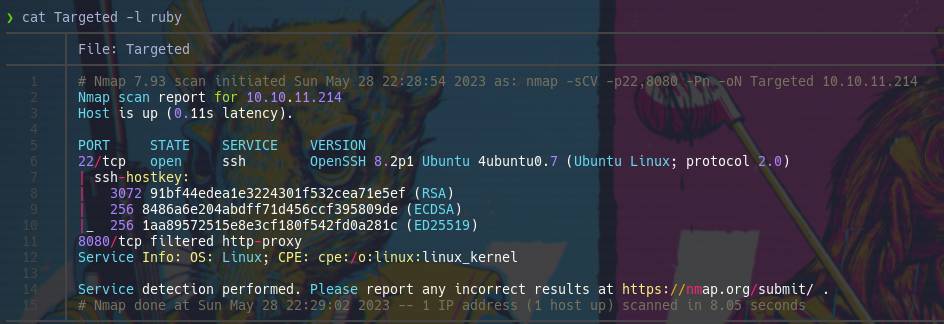 ❯ cat Targeted -l ruby
File: Targeted
1 # Nmap 7.93 scan initiated Sun May 28 22:28:54 2023 as: nmap -sCV -p22,8080 -Pn -oN Targeted 10.10.11.214
2 Nmap scan report for 10.10.11.214
3 Host is up (0.11s latency).
4
5 PORT     STATE    SERVICE    VERSION
6 22/tcp   open     ssh        OpenSSH 8.2p1 Ubuntu 4ubuntu0.7 (Ubuntu Linux; protocol 2.0)
7 | ssh-hostkey:
8 |   3072 91bf44edea1e3224301f532cea71e5ef (RSA)
9 |   256 8486a6e204abdff71d456ccf395809de (ECDSA)
10 |_  256 1aa89572515e8e3cf180f542fd0a281c (ED25519)
11 8080/tcp filtered http-proxy
12 Service Info: OS: Linux; CPE: cpe:/o:linux:linux_kernel
13
14 Service detection performed. Please report any incorrect results at https://nmap.org/submit/ .
15 # Nmap done at Sun May 28 22:29:02 2023 -- 1 IP address (1 host up) scanned in 8.05 seconds